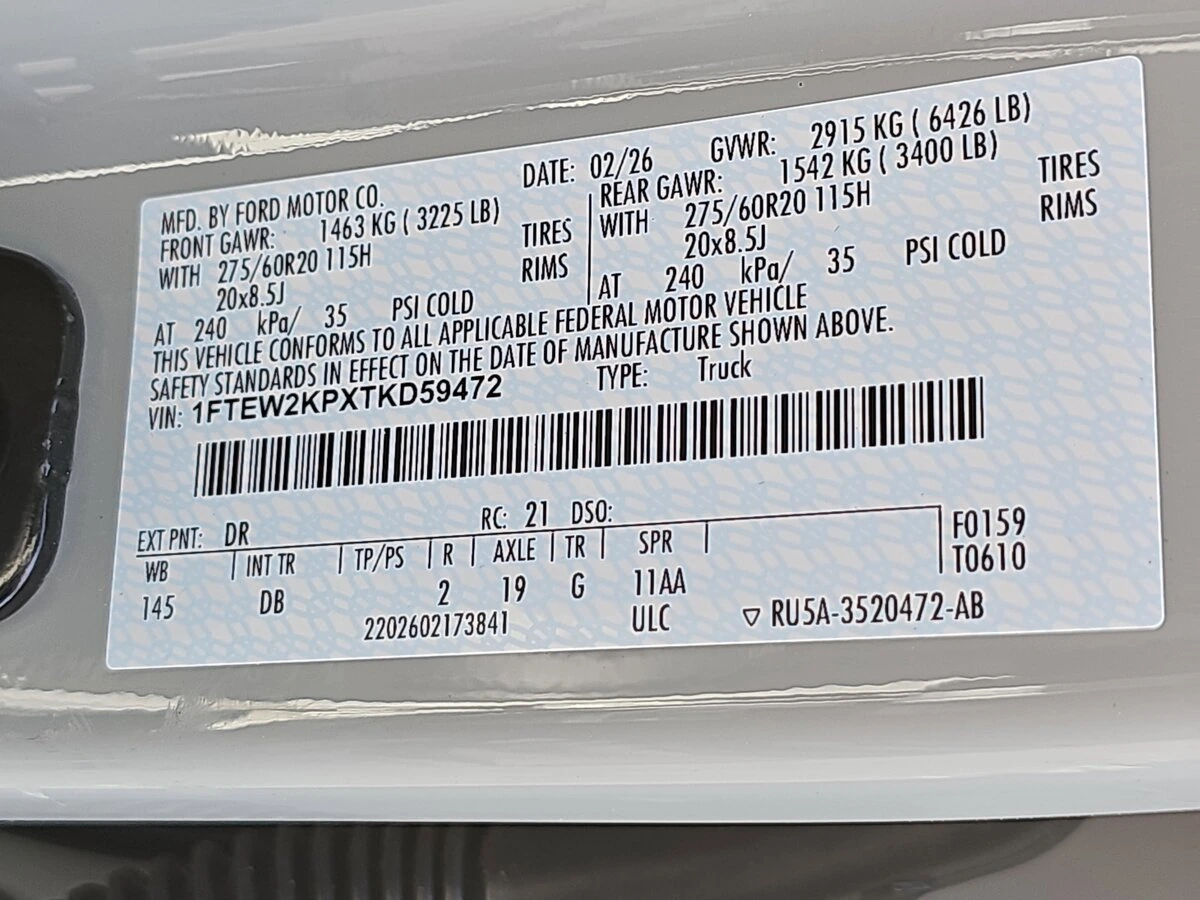 MFD. BY FORD MOTOR CO. DATE: 02/26 GVWR: 2915 KG ( 6426 LB)
FRONT GAWR: 1463 KG ( 3225 LB) REAR GAWR: 1542 KG ( 3400 LB)
WITH 275/60R20 115H TIRES WITH 275/60R20 115H TIRES
20x8.5J RIMS 20x8.5J RIMS
AT 240 kPa/ 35 PSI COLD AT 240 kPa/ 35 PSI COLD
THIS VEHICLE CONFORMS TO ALL APPLICABLE FEDERAL MOTOR VEHICLE
SAFETY STANDARDS IN EFFECT ON THE DATE OF MANUFACTURE SHOWN ABOVE.
VIN: 1FTEW2KPXTKD59472 TYPE: Truck
EXT PNT: DR RC: 21 DSO:
WB INT TR TP/PS R AXLE TR SPR F0159
145 DB 2 19 G 11AA T0610
2202602173841 ULC ▽ RU5A-3520472-AB